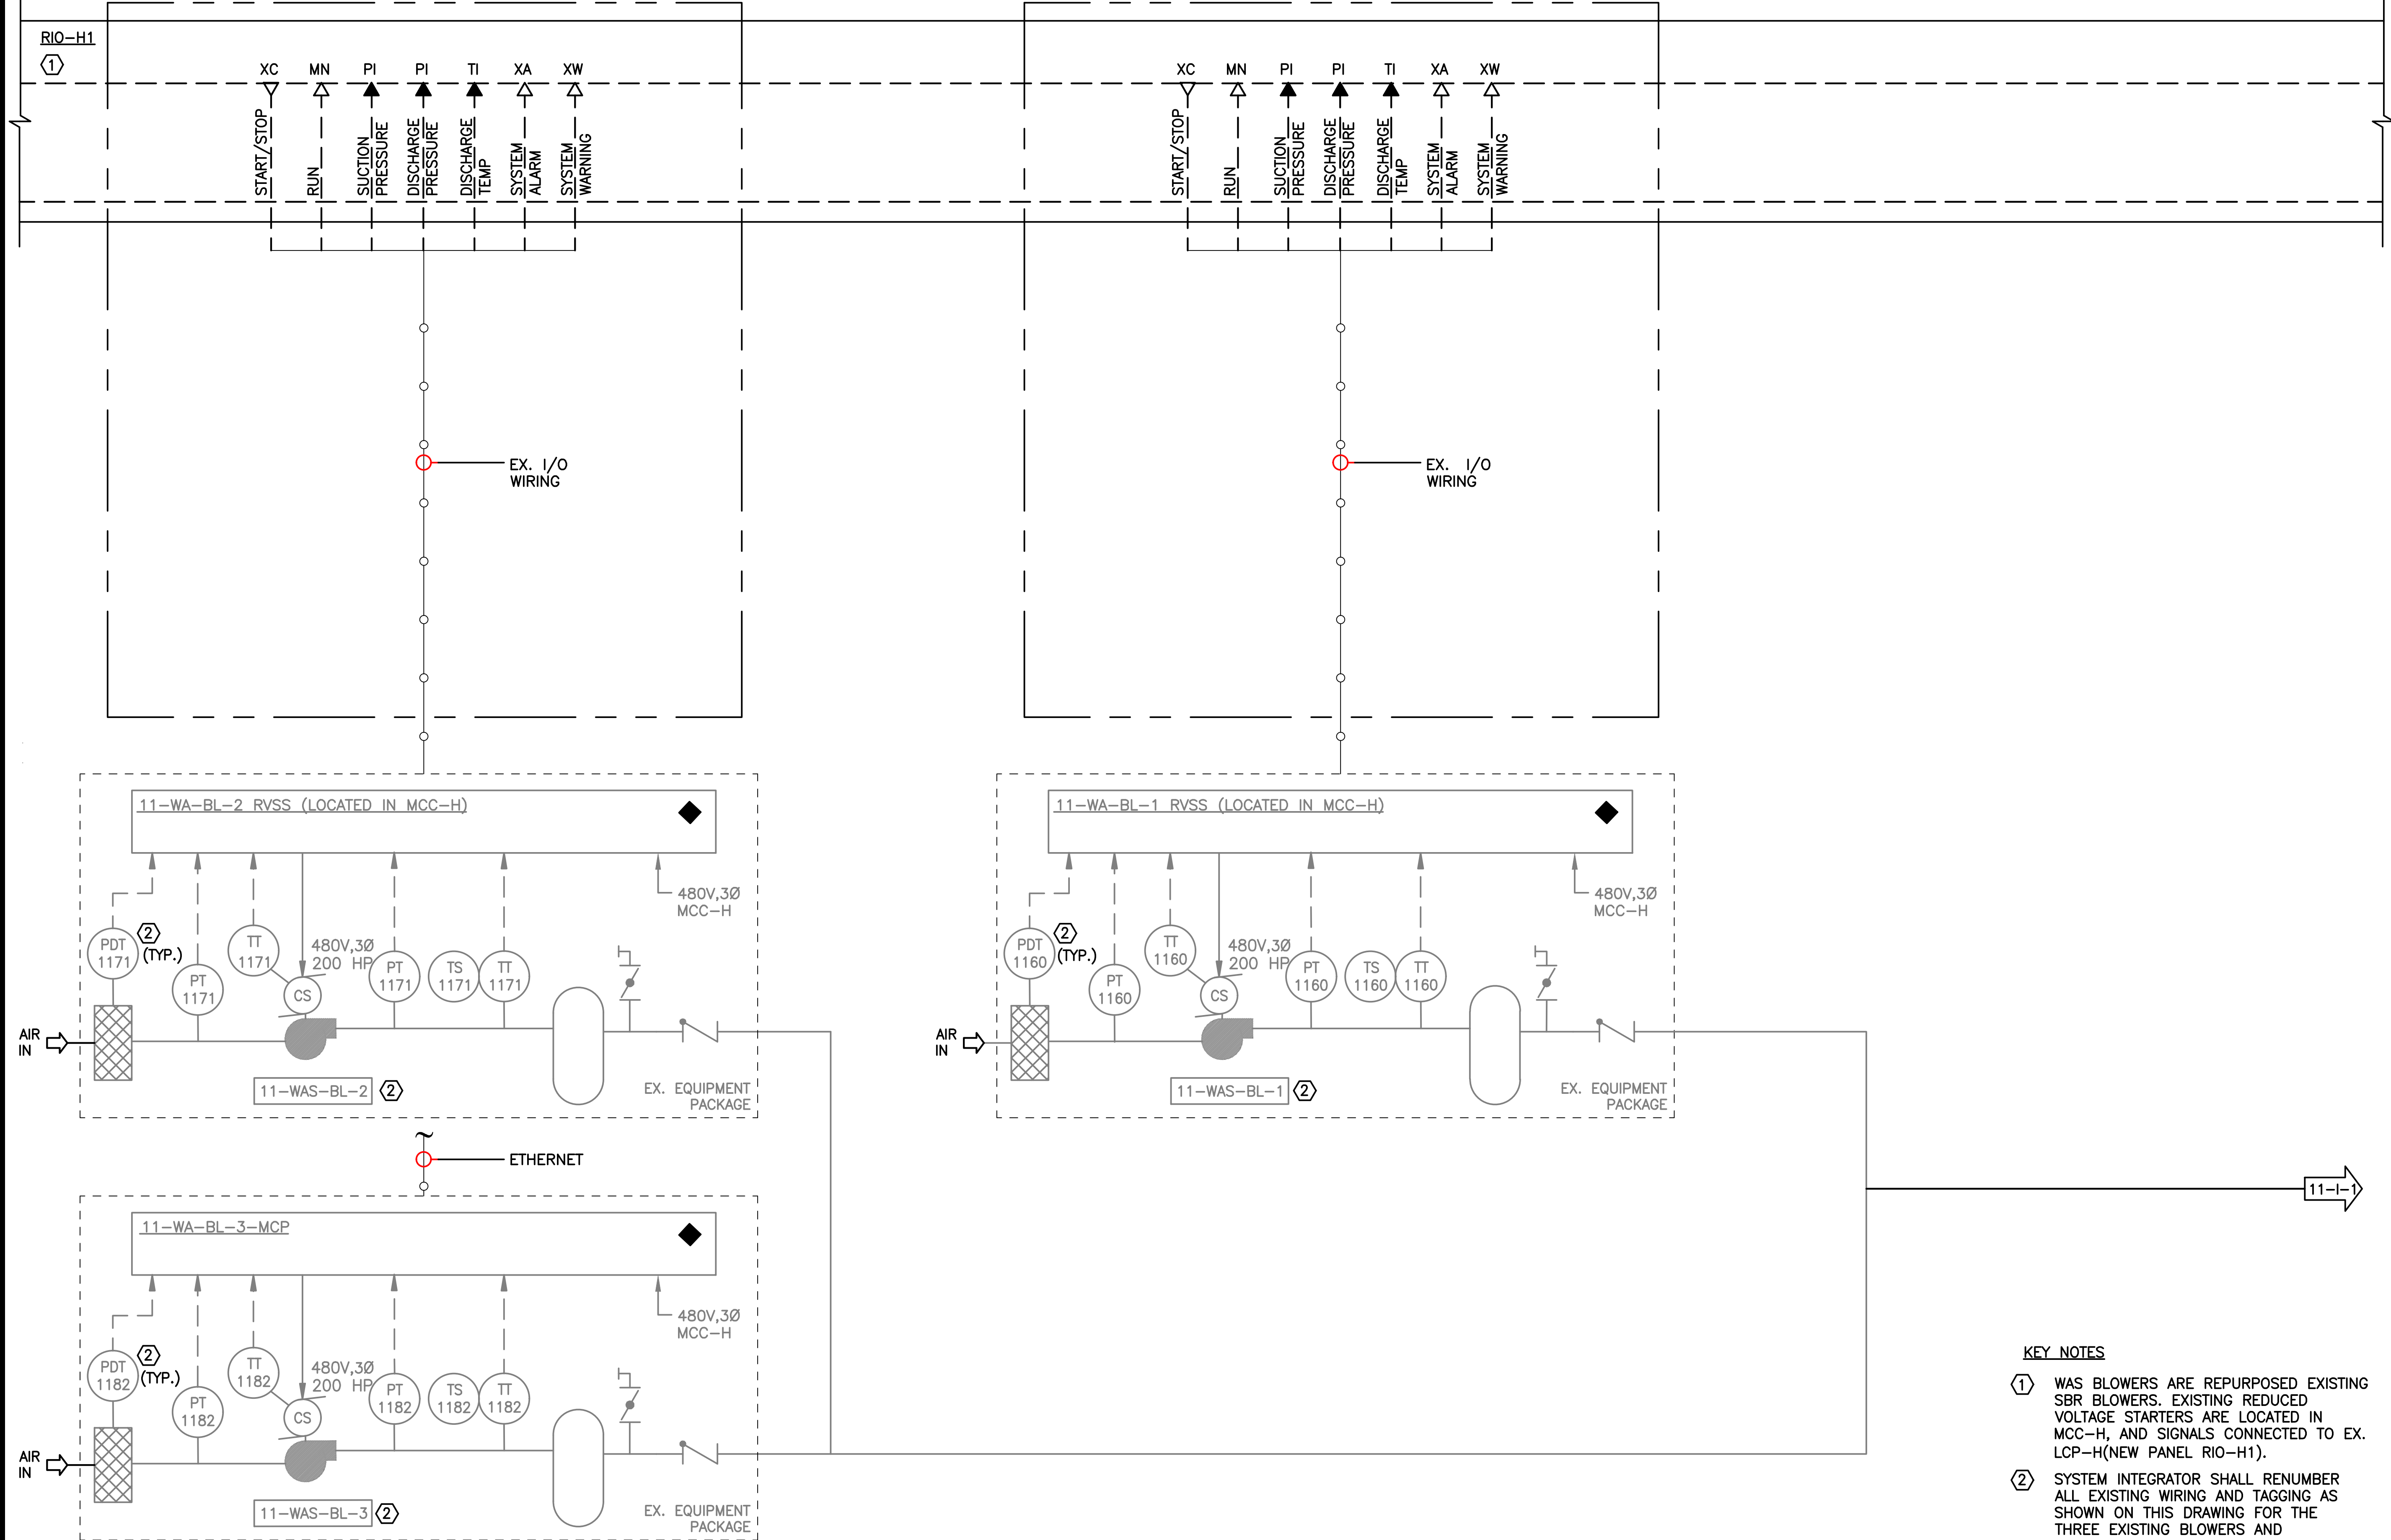 RIO-H1
1
XC MN PI PI TI XA XW
START/STOP
RUN
SUCTION
PRESSURE
DISCHARGE
PRESSURE
DISCHARGE
TEMP
SYSTEM
ALARM
SYSTEM
WARNING
XC MN PI PI TI XA XW
START/STOP
RUN
SUCTION
PRESSURE
DISCHARGE
PRESSURE
DISCHARGE
TEMP
SYSTEM
ALARM
SYSTEM
WARNING
EX. I/O
WIRING
EX. I/O
WIRING
11-WA-BL-2 RVSS (LOCATED IN MCC-H)
480V,3Ø
MCC-H
PDT
1171
2
(TYP.)
PT
1171
TT
1171
480V,3Ø
200 HP
CS
PT
1171
TS
1171
TT
1171
AIR
IN
11-WAS-BL-2
2
EX. EQUIPMENT
PACKAGE
11-WA-BL-1 RVSS (LOCATED IN MCC-H)
480V,3Ø
MCC-H
PDT
1160
2
(TYP.)
PT
1160
TT
1160
480V,3Ø
200 HP
CS
PT
1160
TS
1160
TT
1160
AIR
IN
11-WAS-BL-1
2
EX. EQUIPMENT
PACKAGE
ETHERNET
11-I-1
11-WA-BL-3-MCP
480V,3Ø
MCC-H
PDT
1182
2
(TYP.)
PT
1182
TT
1182
480V,3Ø
200 HP
CS
PT
1182
TS
1182
TT
1182
AIR
IN
11-WAS-BL-3
2
EX. EQUIPMENT
PACKAGE
KEY NOTES
1 WAS BLOWERS ARE REPURPOSED EXISTING
SBR BLOWERS. EXISTING REDUCED
VOLTAGE STARTERS ARE LOCATED IN
MCC-H, AND SIGNALS CONNECTED TO EX.
LCP-H(NEW PANEL RIO-H1).
2 SYSTEM INTEGRATOR SHALL RENUMBER
ALL EXISTING WIRING AND TAGGING AS
SHOWN ON THIS DRAWING FOR THE
THREE EXISTING BLOWERS AND